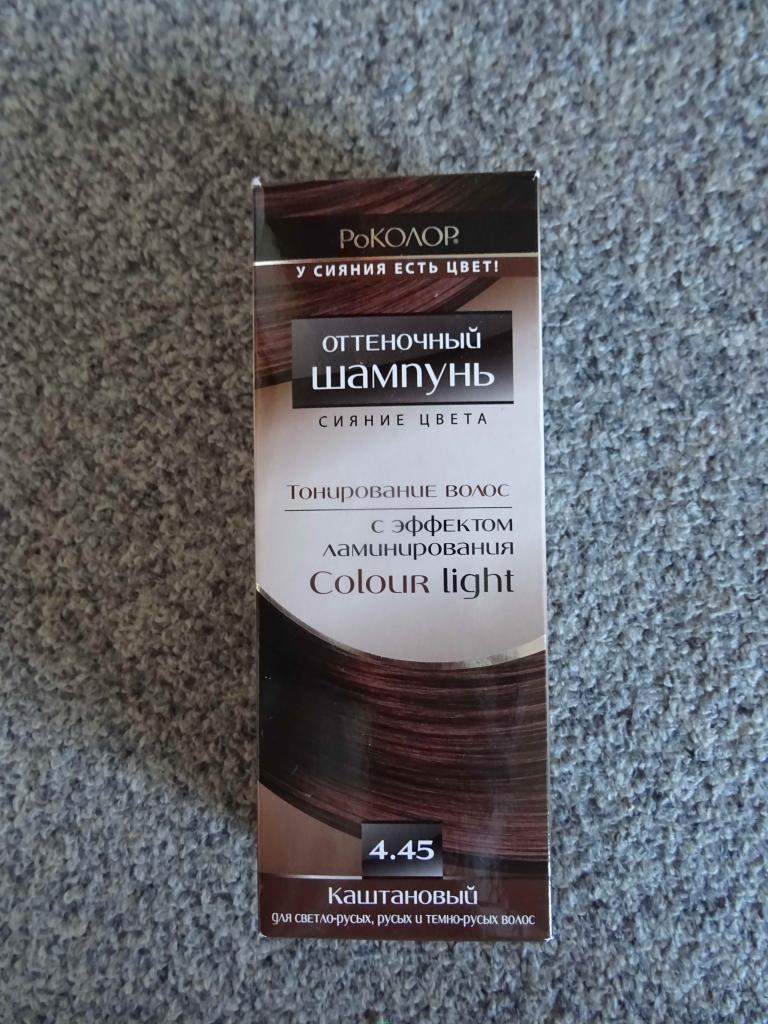 РоКОЛОР®
У СИЯНИЯ ЕСТЬ ЦВЕТ!
ОТТЕНОЧНЫЙ
шампунь
СИЯНИЕ ЦВЕТА
Тонирование волос
с эффектом
ламинирования
Colour light
4.45
Каштановый
для светло-русых, русых и темно-русых волос